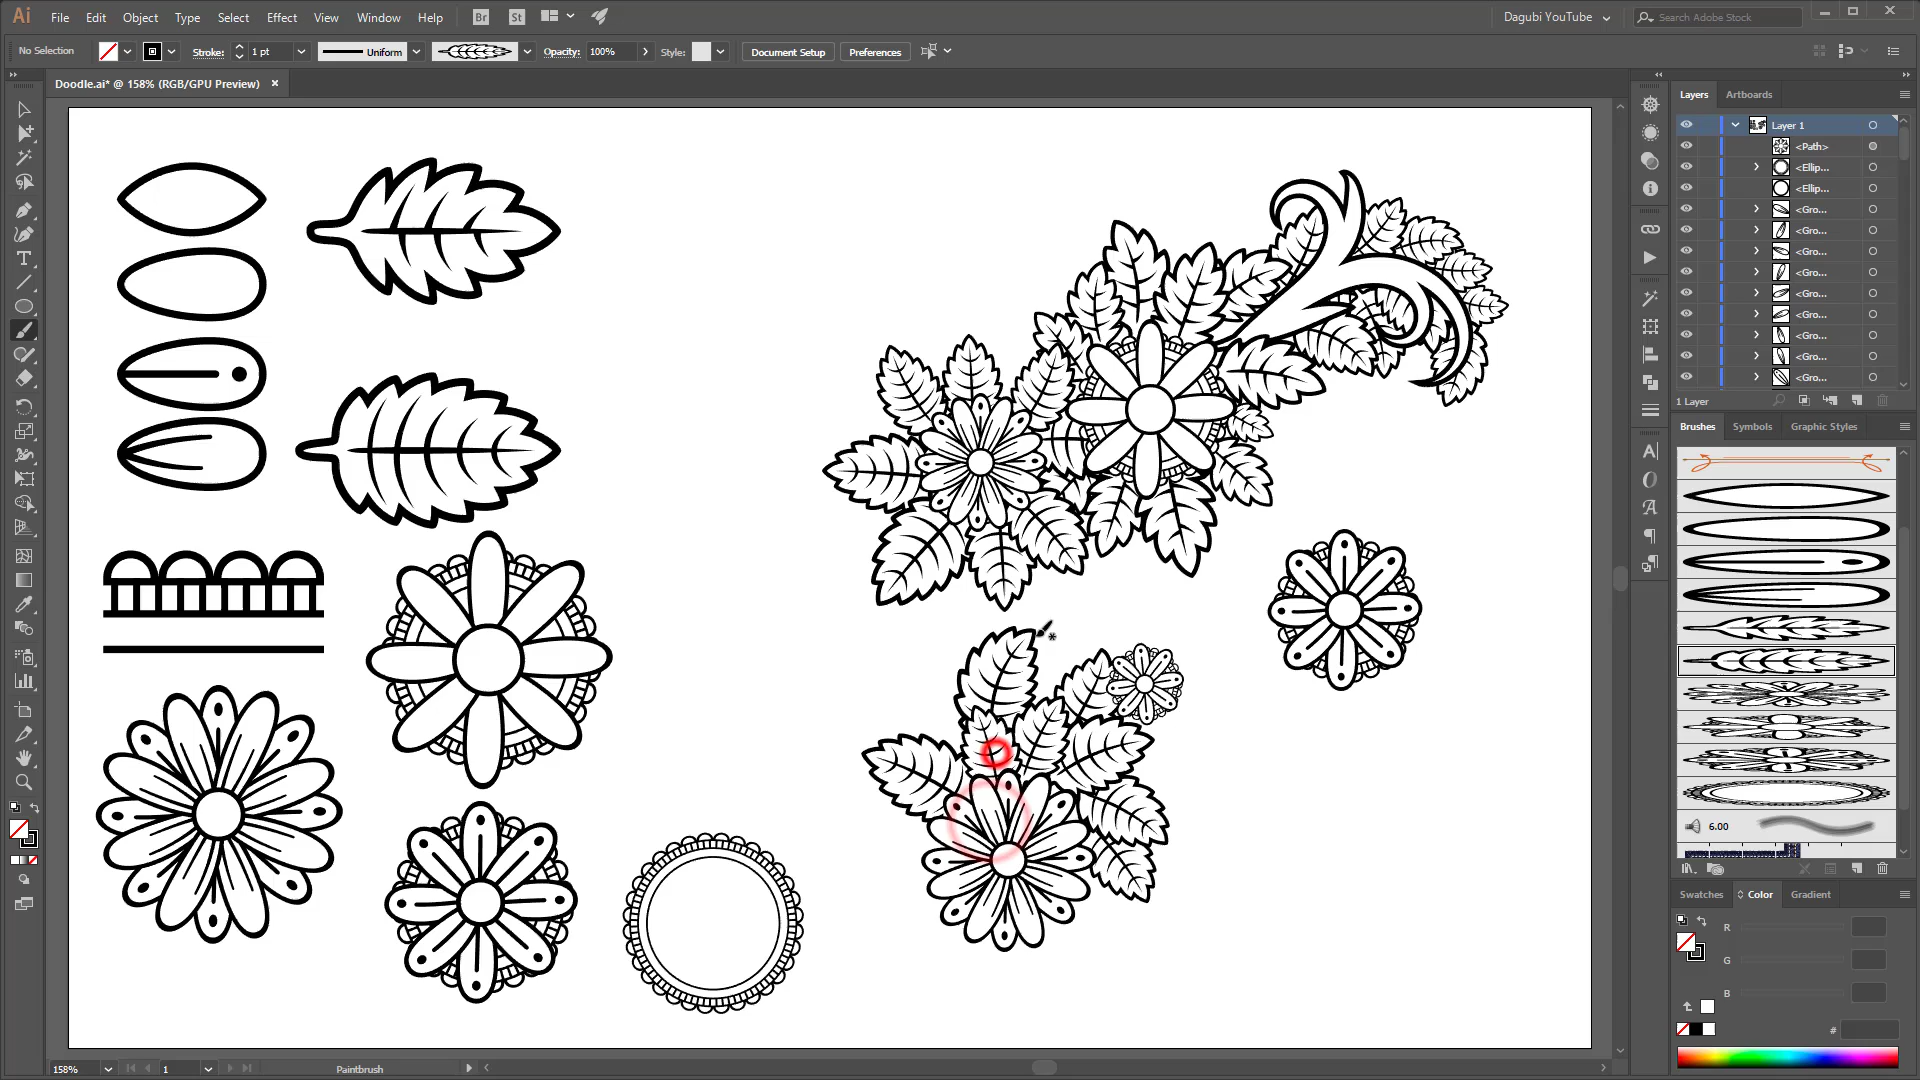 Ai File Edit Object Type Select Effect View Window Help Br St Dagubi YouTube Search Adobe Stock
No Selection Stroke: 1 pt Uniform Opacity: 100% Style: Document Setup Preferences
Doodle.ai* @ 158% (RGB/GPU Preview) ×
Layers Artboards
Layer 1
<Path>
<Ellip...
<Ellip...
<Gro...
<Gro...
<Gro...
<Gro...
<Gro...
<Gro...
<Gro...
<Gro...
<Gro...
1 Layer
Brushes Symbols Graphic Styles
6.00
Swatches Color Gradient
R
G
B
#
158% 1 Paintbrush